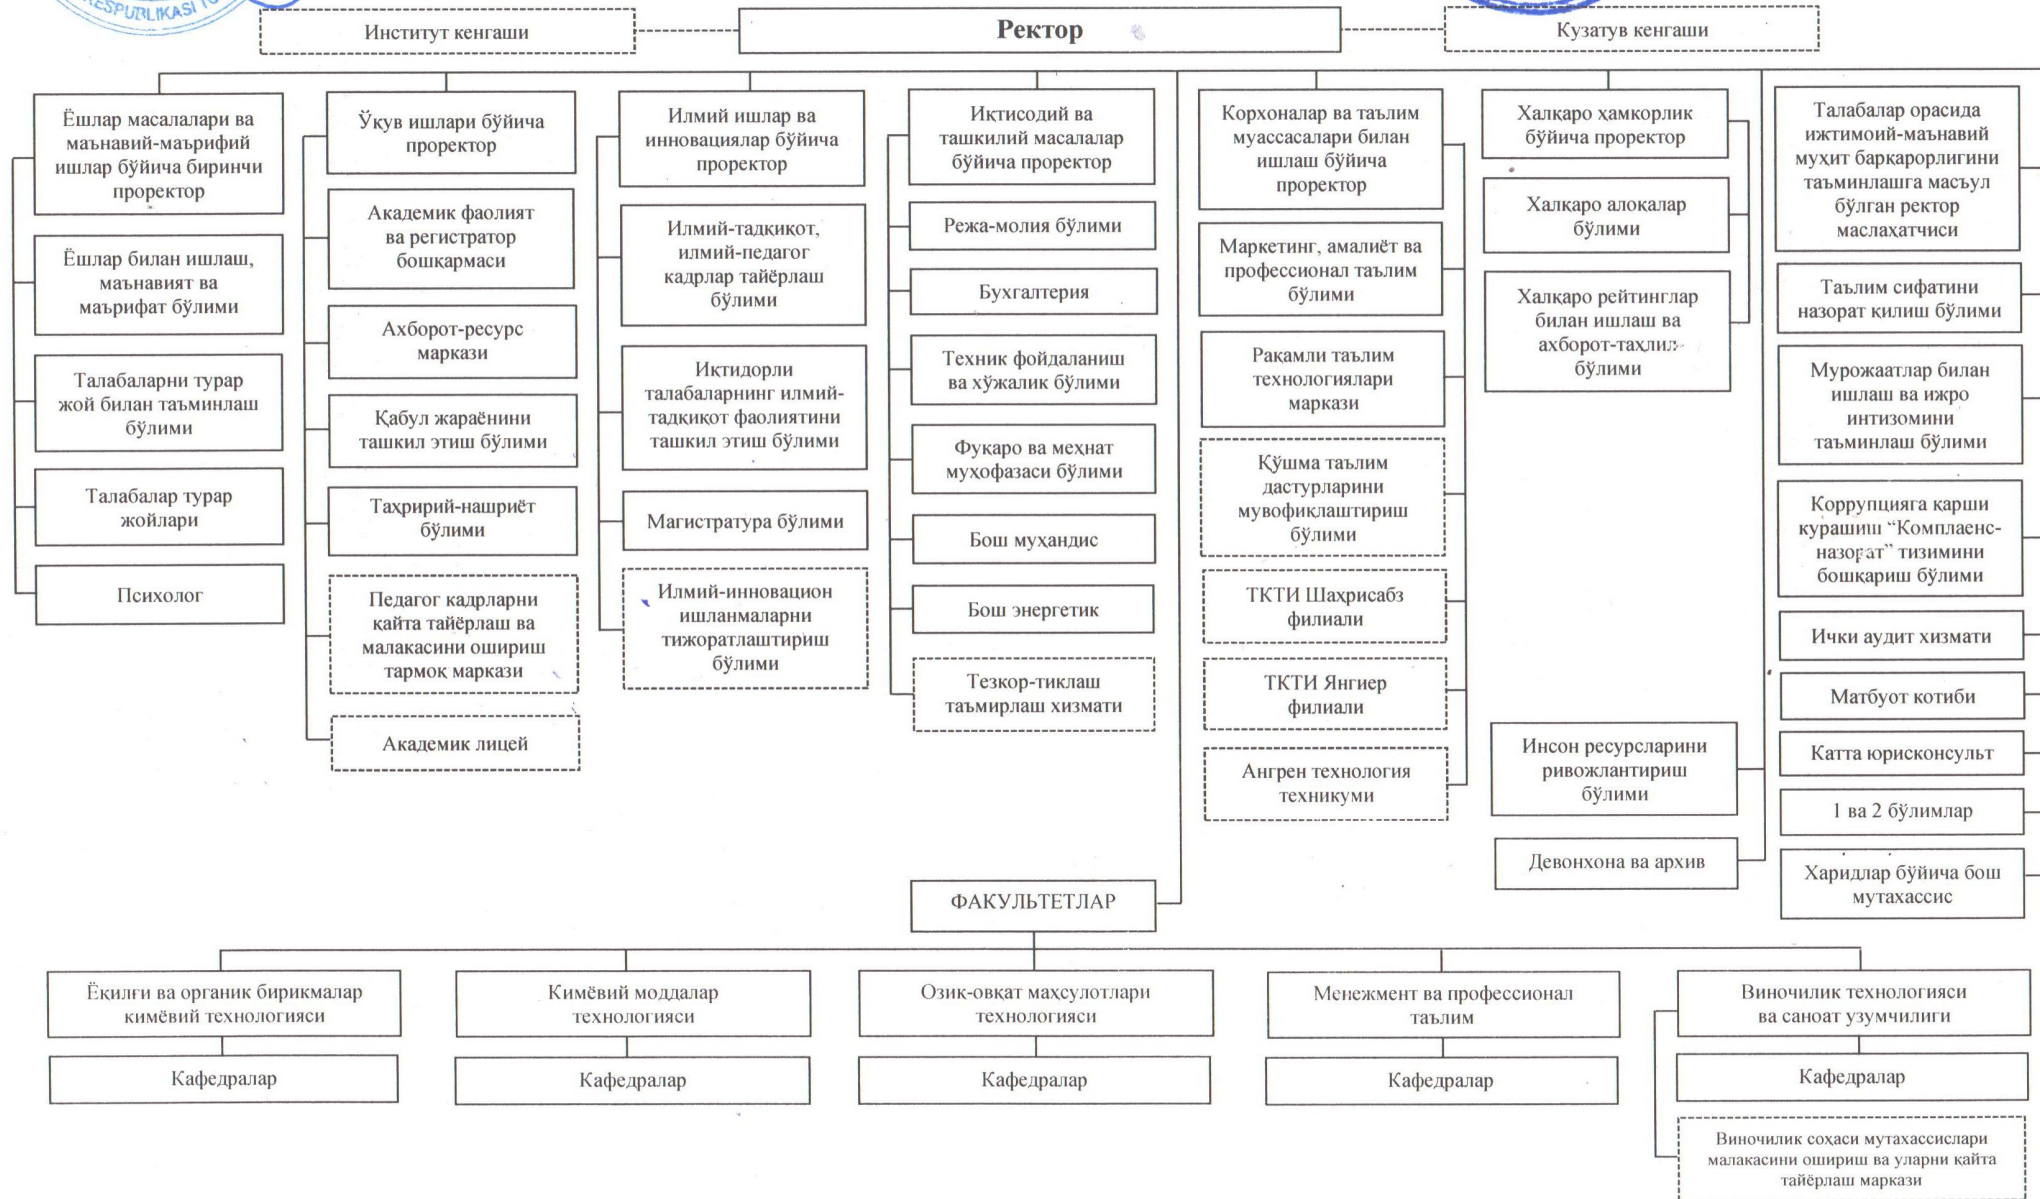 RESPUBLIKASI
Институт кенгаши
Ректор
Кузатув кенгаши
Ёшлар масалалари ва
маънавий-маърифий
ишлар бўйича биринчи
проректор
Ёшлар билан ишлаш,
маънавият ва
маърифат бўлими
Талабаларни турар
жой билан таъминлаш
бўлими
Талабалар турар
жойлари
Психолог
Ўқув ишлари бўйича
проректор
Академик фаолият
ва регистратор
бошқармаси
Ахборот-ресурс
маркази
Қабул жараёнини
ташкил этиш бўлими
Таҳририй-нашриёт
бўлими
Педагог кадрларни
қайта тайёрлаш ва
малакасини ошириш
тармоқ маркази
Академик лицей
Илмий ишлар ва
инновациялар бўйича
проректор
Илмий-тадқиқот,
илмий-педагог
кадрлар тайёрлаш
бўлими
Иқтидорли
талабаларнинг илмий-
тадқиқот фаолиятини
ташкил этиш бўлими
Магистратура бўлими
Илмий-инновацион
ишланмаларни
тижоратлаштириш
бўлими
Иқтисодий ва
ташкилий масалалар
бўйича проректор
Режа-молия бўлими
Бухгалтерия
Техник фойдаланиш
ва хўжалик бўлими
Фуқаро ва меҳнат
муҳофазаси бўлими
Бош муҳандис
Бош энергетик
Тезкор-тиклаш
таъмирлаш хизмати
Корхоналар ва таълим
муассасалари билан
ишлаш бўйича
проректор
Маркетинг, амалиёт ва
профессионал таълим
бўлими
Рақамли таълим
технологиялари
маркази
Қўшма таълим
дастурларини
мувофиқлаштириш
бўлими
ТКТИ Шаҳрисабз
филиали
ТКТИ Янгиер
филиали
Ангрен технология
техникуми
Халқаро ҳамкорлик
бўйича проректор
Халқаро алоқалар
бўлими
Халқаро рейтинглар
билан ишлаш ва
ахборот-таҳлил
бўлими
Инсон ресурсларини
ривожлантириш
бўлими
Девонхона ва архив
Талабалар орасида
ижтимоий-маънавий
муҳит барқарорлигини
таъминлашга масъул
бўлган ректор
маслаҳатчиси
Таълим сифатини
назорат қилиш бўлими
Мурожаатлар билан
ишлаш ва ижро
интизомини
таъминлаш бўлими
Коррупцияга қарши
курашиш “Комплаенс-
назорат” тизимини
бошқариш бўлими
Ички аудит хизмати
Матбуот котиби
Катта юрисконсульт
1 ва 2 бўлимлар
Харидлар бўйича бош
мутахассис
ФАКУЛЬТЕТЛАР
Ёқилғи ва органик бирикмалар
кимёвий технологияси
Кафедралар
Кимёвий моддалар
технологияси
Кафедралар
Озиқ-овқат маҳсулотлари
технологияси
Кафедралар
Менежмент ва профессионал
таълим
Кафедралар
Виночилик технологияси
ва саноат узумчилиги
Кафедралар
Виночилик соҳаси мутахассислари
малакасини ошириш ва уларни қайта
тайёрлаш маркази